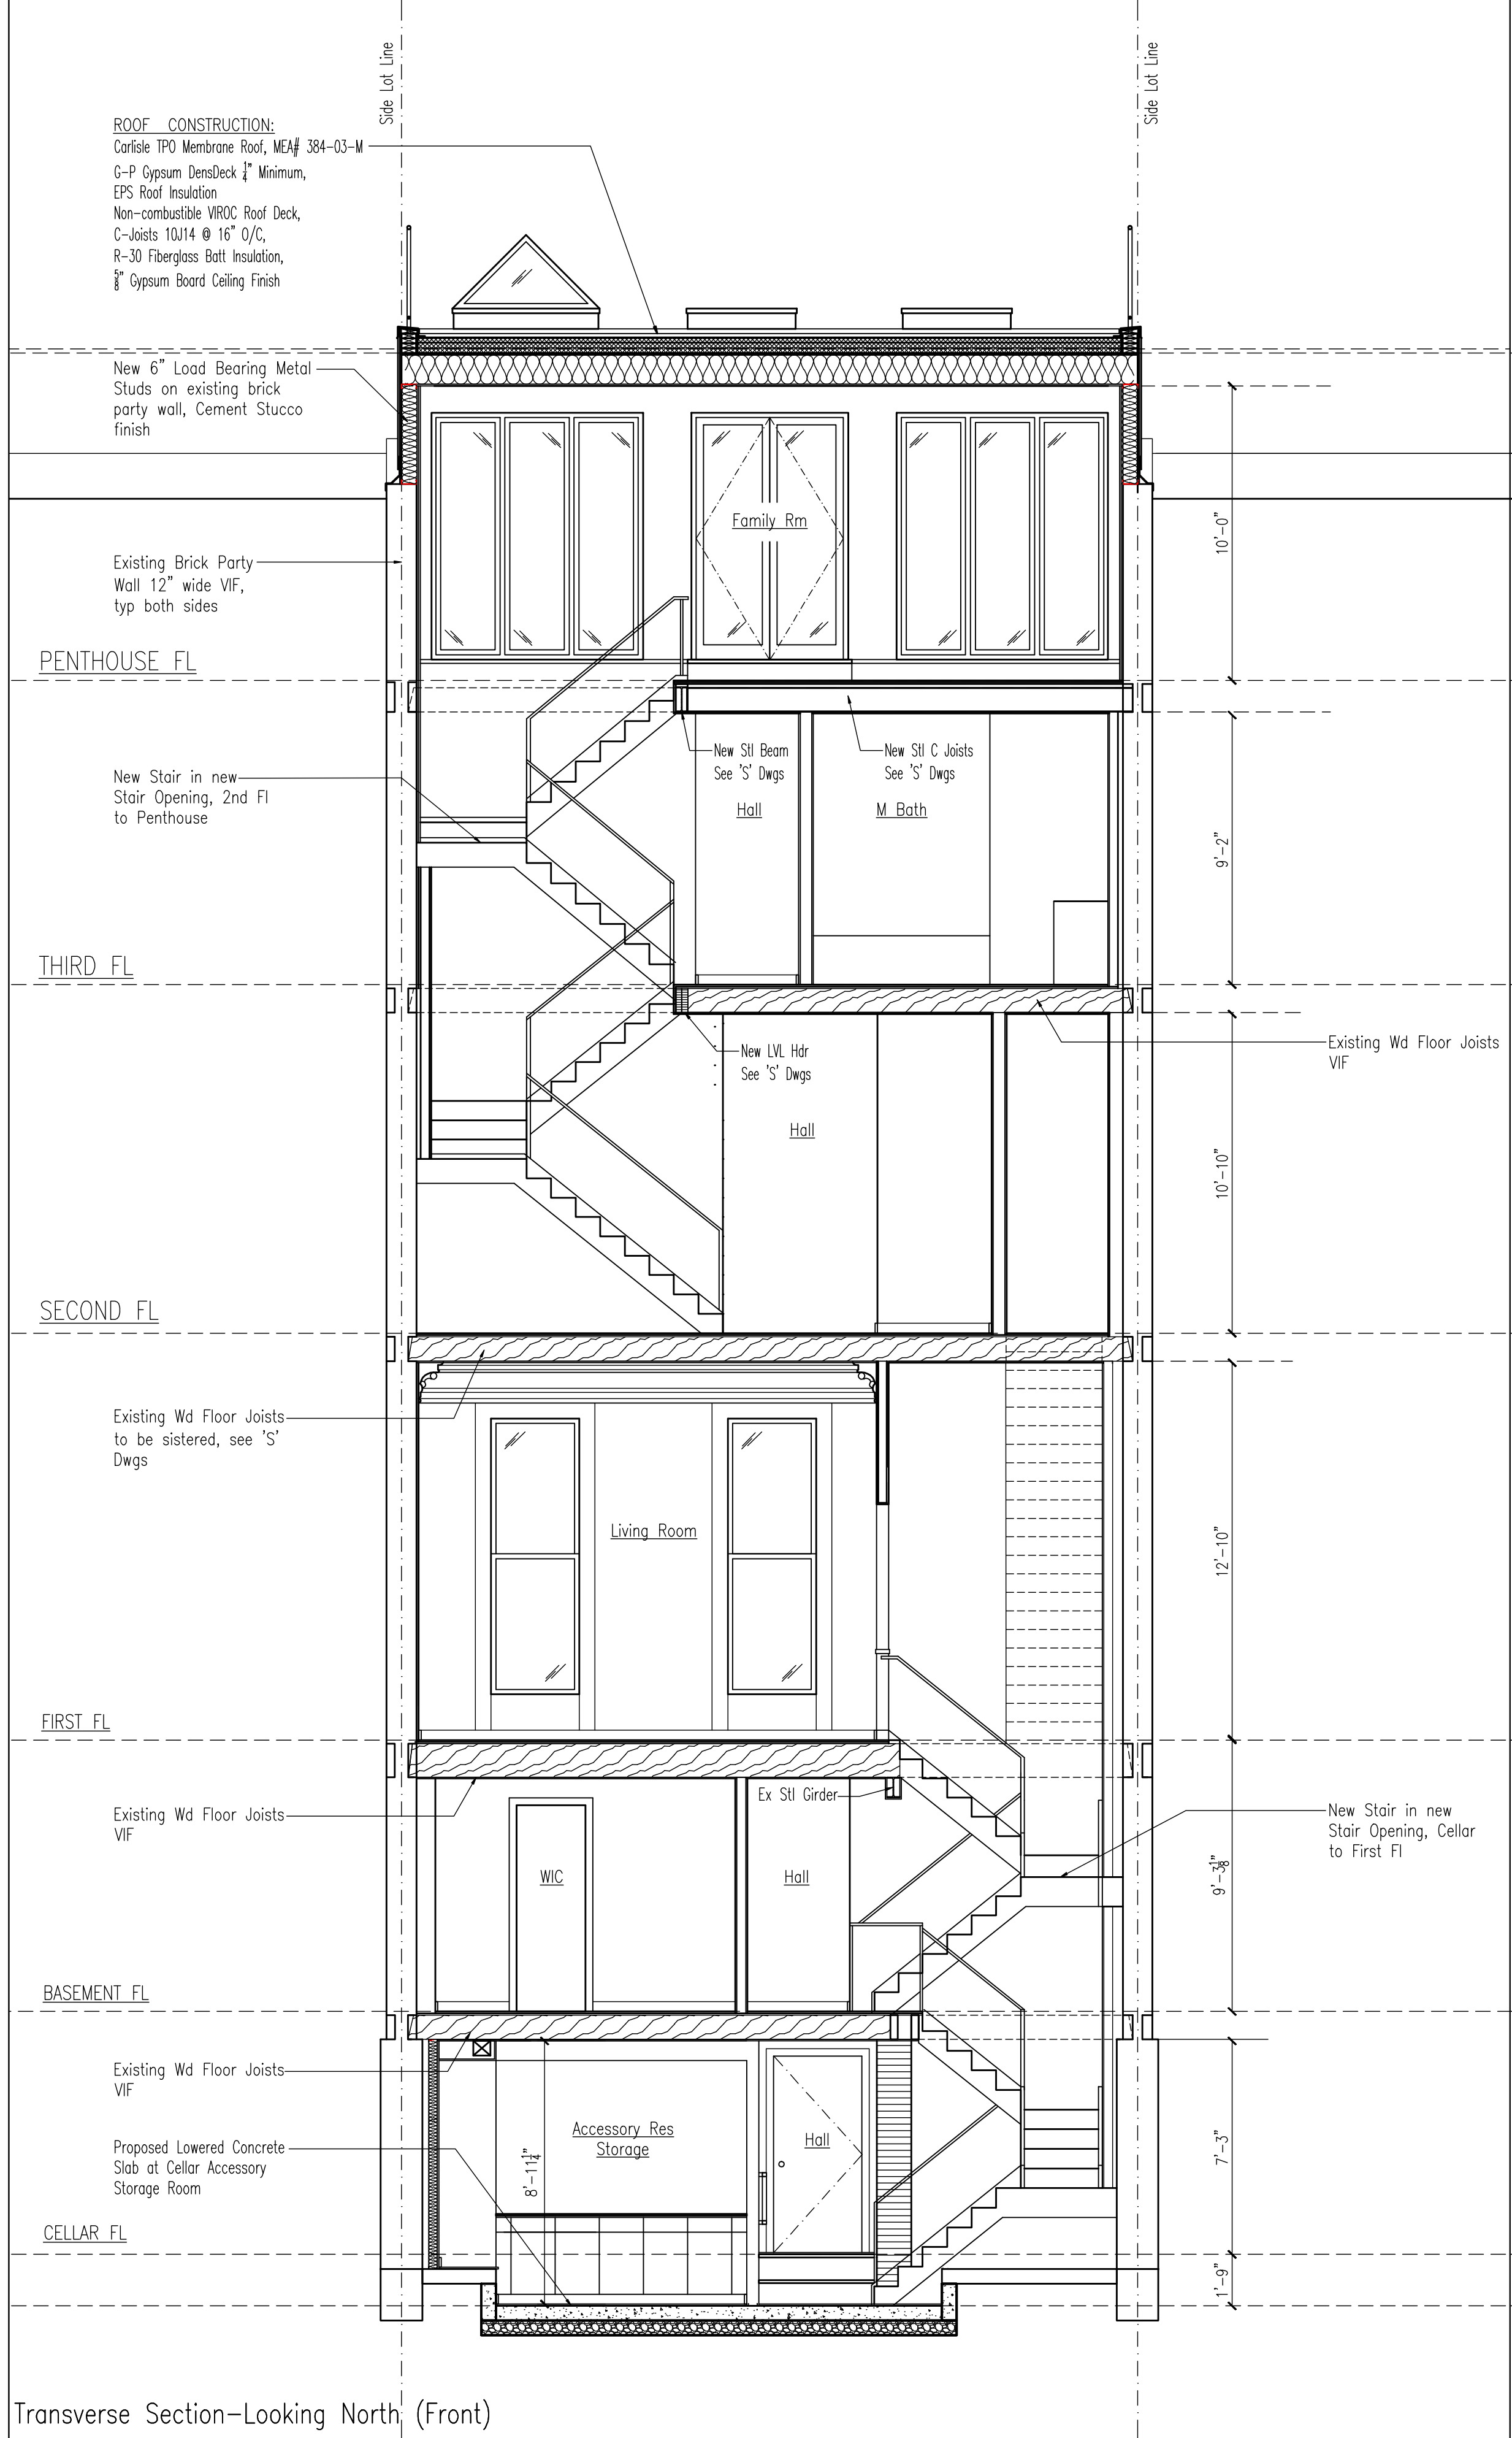 Side Lot Line
Side Lot Line
ROOF CONSTRUCTION:
Carlisle TPO Membrane Roof, MEA# 384-03-M
G-P Gypsum DensDeck 1/4" Minimum,
EPS Roof Insulation
Non-combustible VIROC Roof Deck,
C-Joists 10J14 @ 16" O/C,
R-30 Fiberglass Batt Insulation,
5/8" Gypsum Board Ceiling Finish
New 6" Load Bearing Metal
Studs on existing brick
party wall, Cement Stucco
finish
Family Rm
10'-0"
Existing Brick Party
Wall 12" wide VIF,
typ both sides
PENTHOUSE FL
New Stl Beam
See 'S' Dwgs
New Stl C Joists
See 'S' Dwgs
New Stair in new
Stair Opening, 2nd Fl
to Penthouse
Hall
M Bath
9'-2"
THIRD FL
New LVL Hdr
See 'S' Dwgs
Existing Wd Floor Joists
VIF
Hall
10'-10"
SECOND FL
Existing Wd Floor Joists
to be sistered, see 'S'
Dwgs
Living Room
12'-10"
FIRST FL
Existing Wd Floor Joists
VIF
Ex Stl Girder
New Stair in new
Stair Opening, Cellar
to First Fl
WIC
Hall
9'-3 1/8"
BASEMENT FL
Existing Wd Floor Joists
VIF
Accessory Res
Storage
Hall
8'-11 1/4"
7'-3"
Proposed Lowered Concrete
Slab at Cellar Accessory
Storage Room
CELLAR FL
1'-9"
Transverse Section-Looking North (Front)